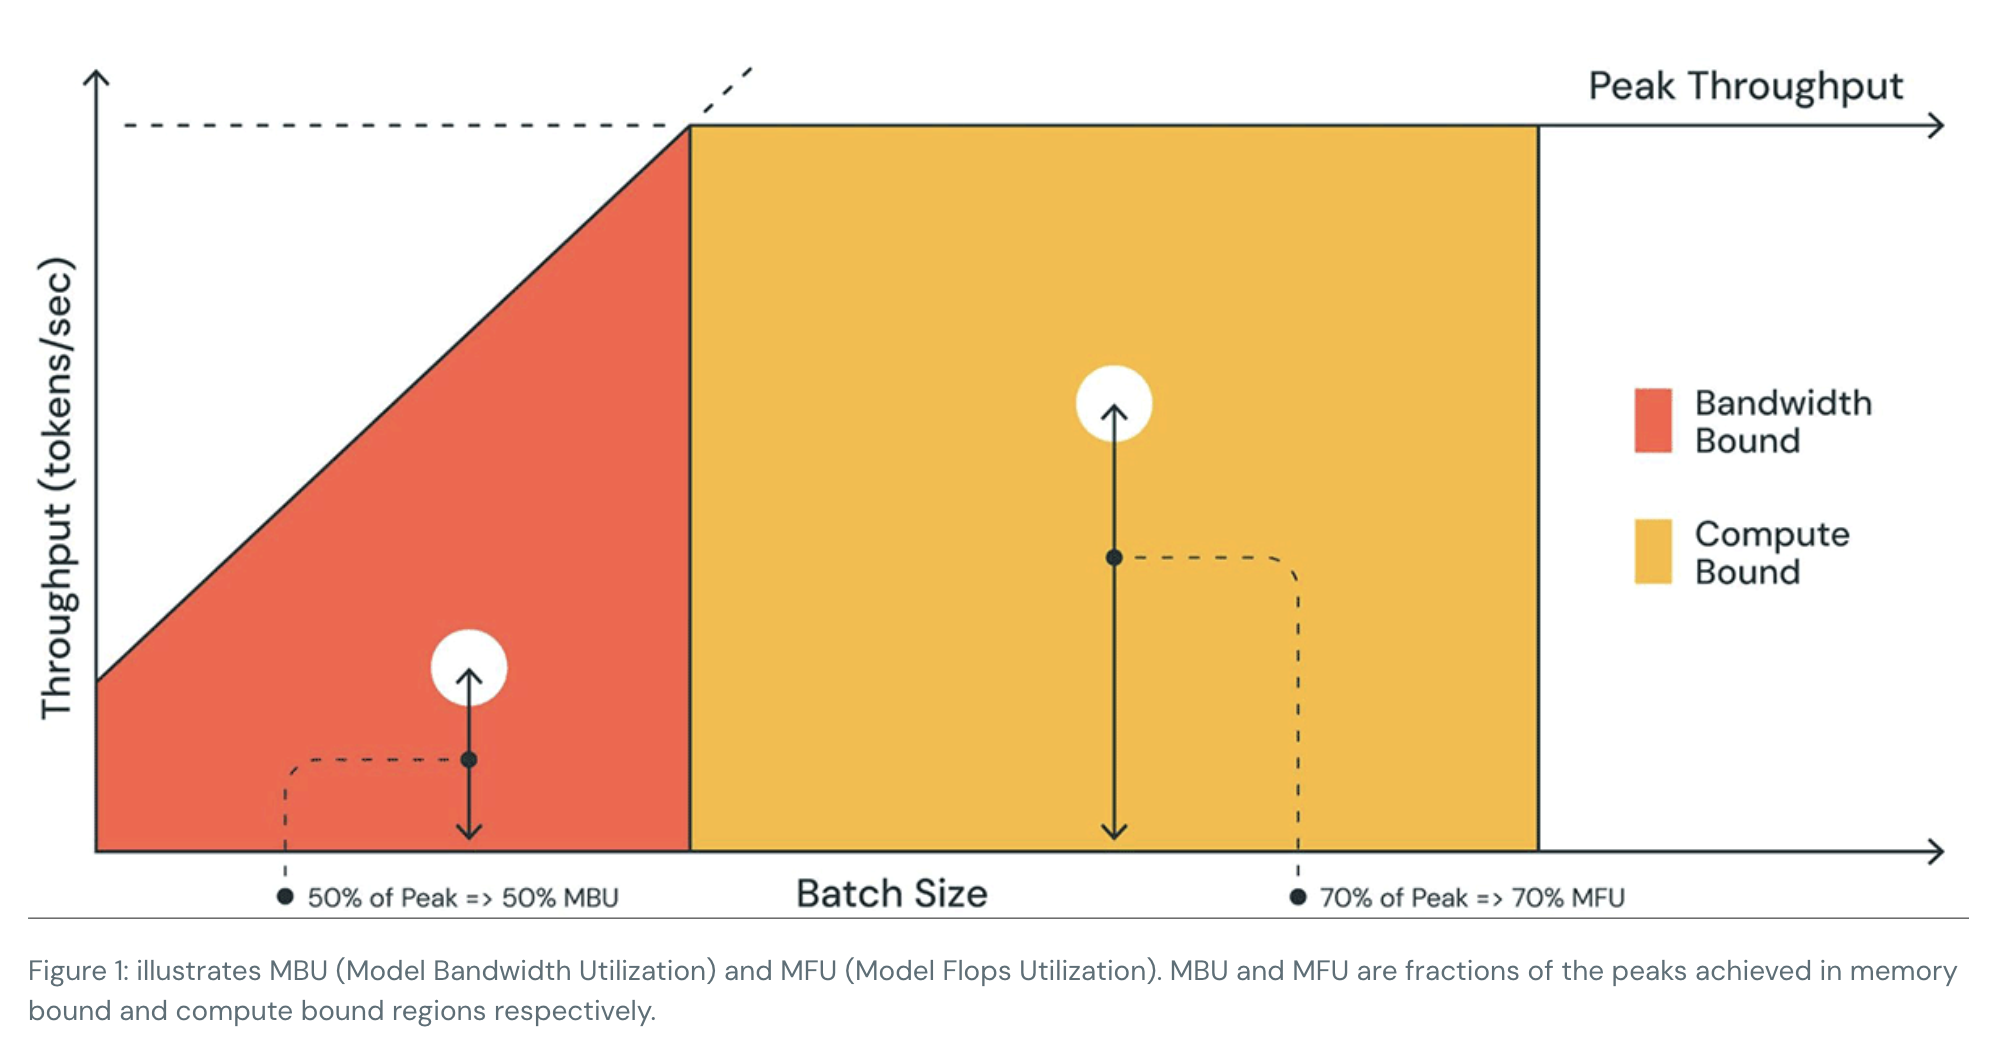 Peak Throughput
Throughput (tokens/sec)
Bandwidth
Bound
Compute
Bound
50% of Peak => 50% MBU
Batch Size
70% of Peak => 70% MFU
Figure 1: illustrates MBU (Model Bandwidth Utilization) and MFU (Model Flops Utilization). MBU and MFU are fractions of the peaks achieved in memory
bound and compute bound regions respectively.